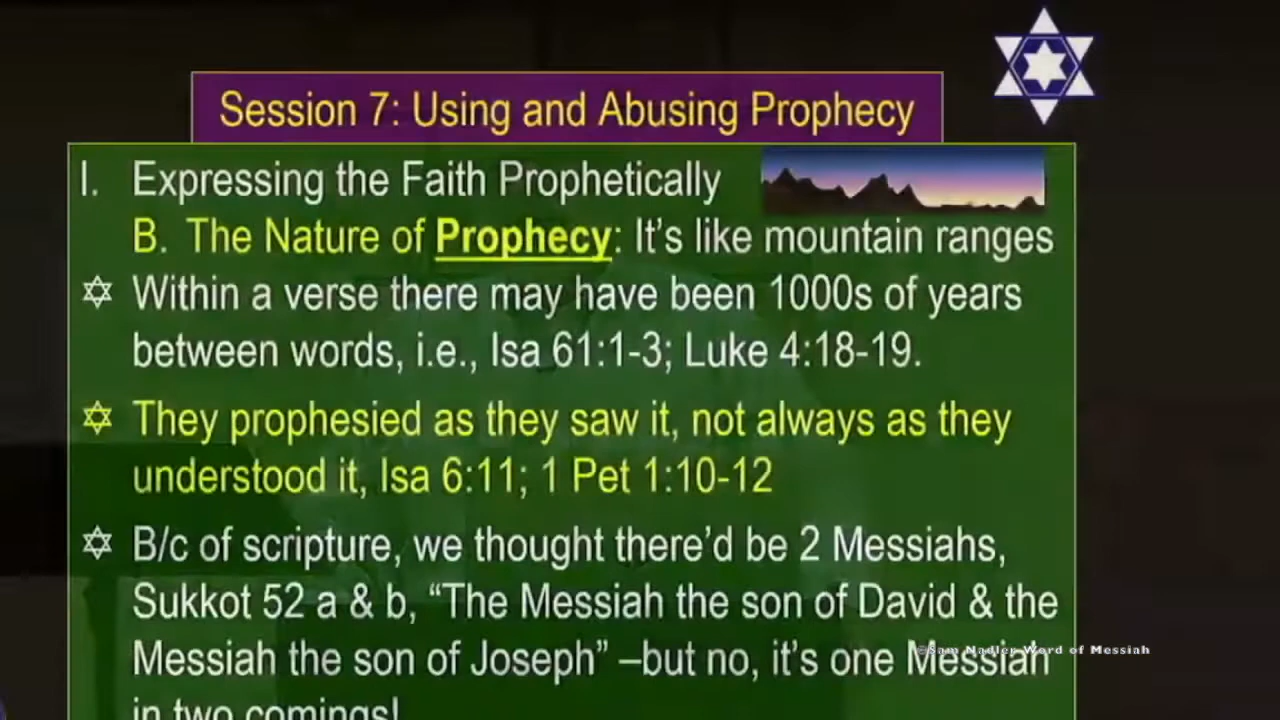 Session 7: Using and Abusing Prophecy
I. Expressing the Faith Prophetically
B. The Nature of Prophecy: It's like mountain ranges
✡ Within a verse there may have been 1000s of years
between words, i.e., Isa 61:1-3; Luke 4:18-19.
✡ They prophesied as they saw it, not always as they
understood it, Isa 6:11; 1 Pet 1:10-12
✡ B/c of scripture, we thought there'd be 2 Messiahs,
Sukkot 52 a & b, “The Messiah the son of David & the
Messiah the son of Joseph” –but no, it's one Messiah
©Sam Nadler Word of Messiah
in two comings!